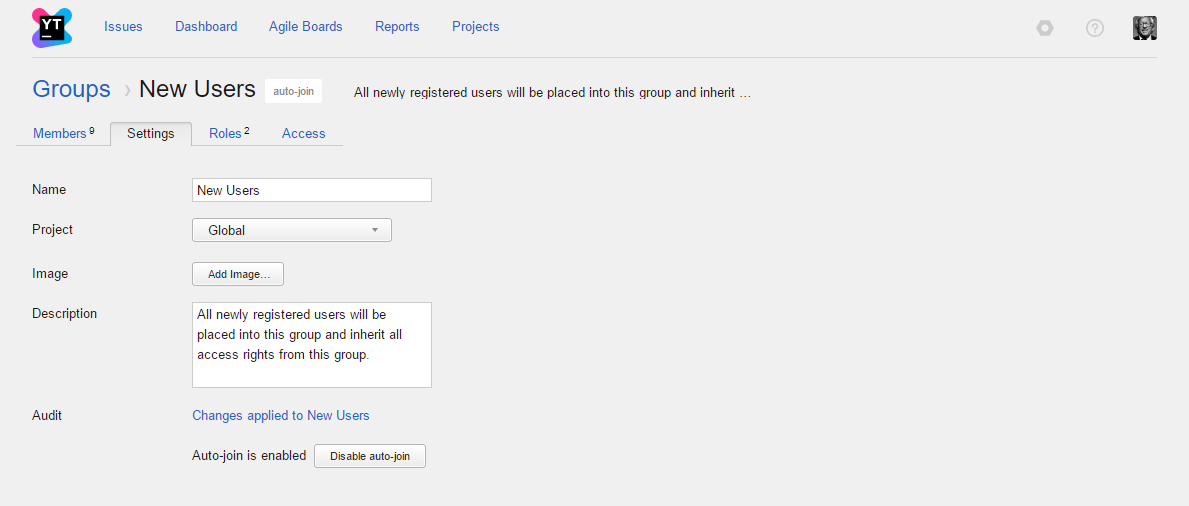 YT Issues Dashboard Agile Boards Reports Projects ?
Groups › New Users auto-join All newly registered users will be placed into this group and inherit …
Members 9 Settings Roles 2 Access
Name New Users
Project Global
Image Add Image…
Description All newly registered users will be
placed into this group and inherit all
access rights from this group.
Audit Changes applied to New Users
Auto-join is enabled Disable auto-join